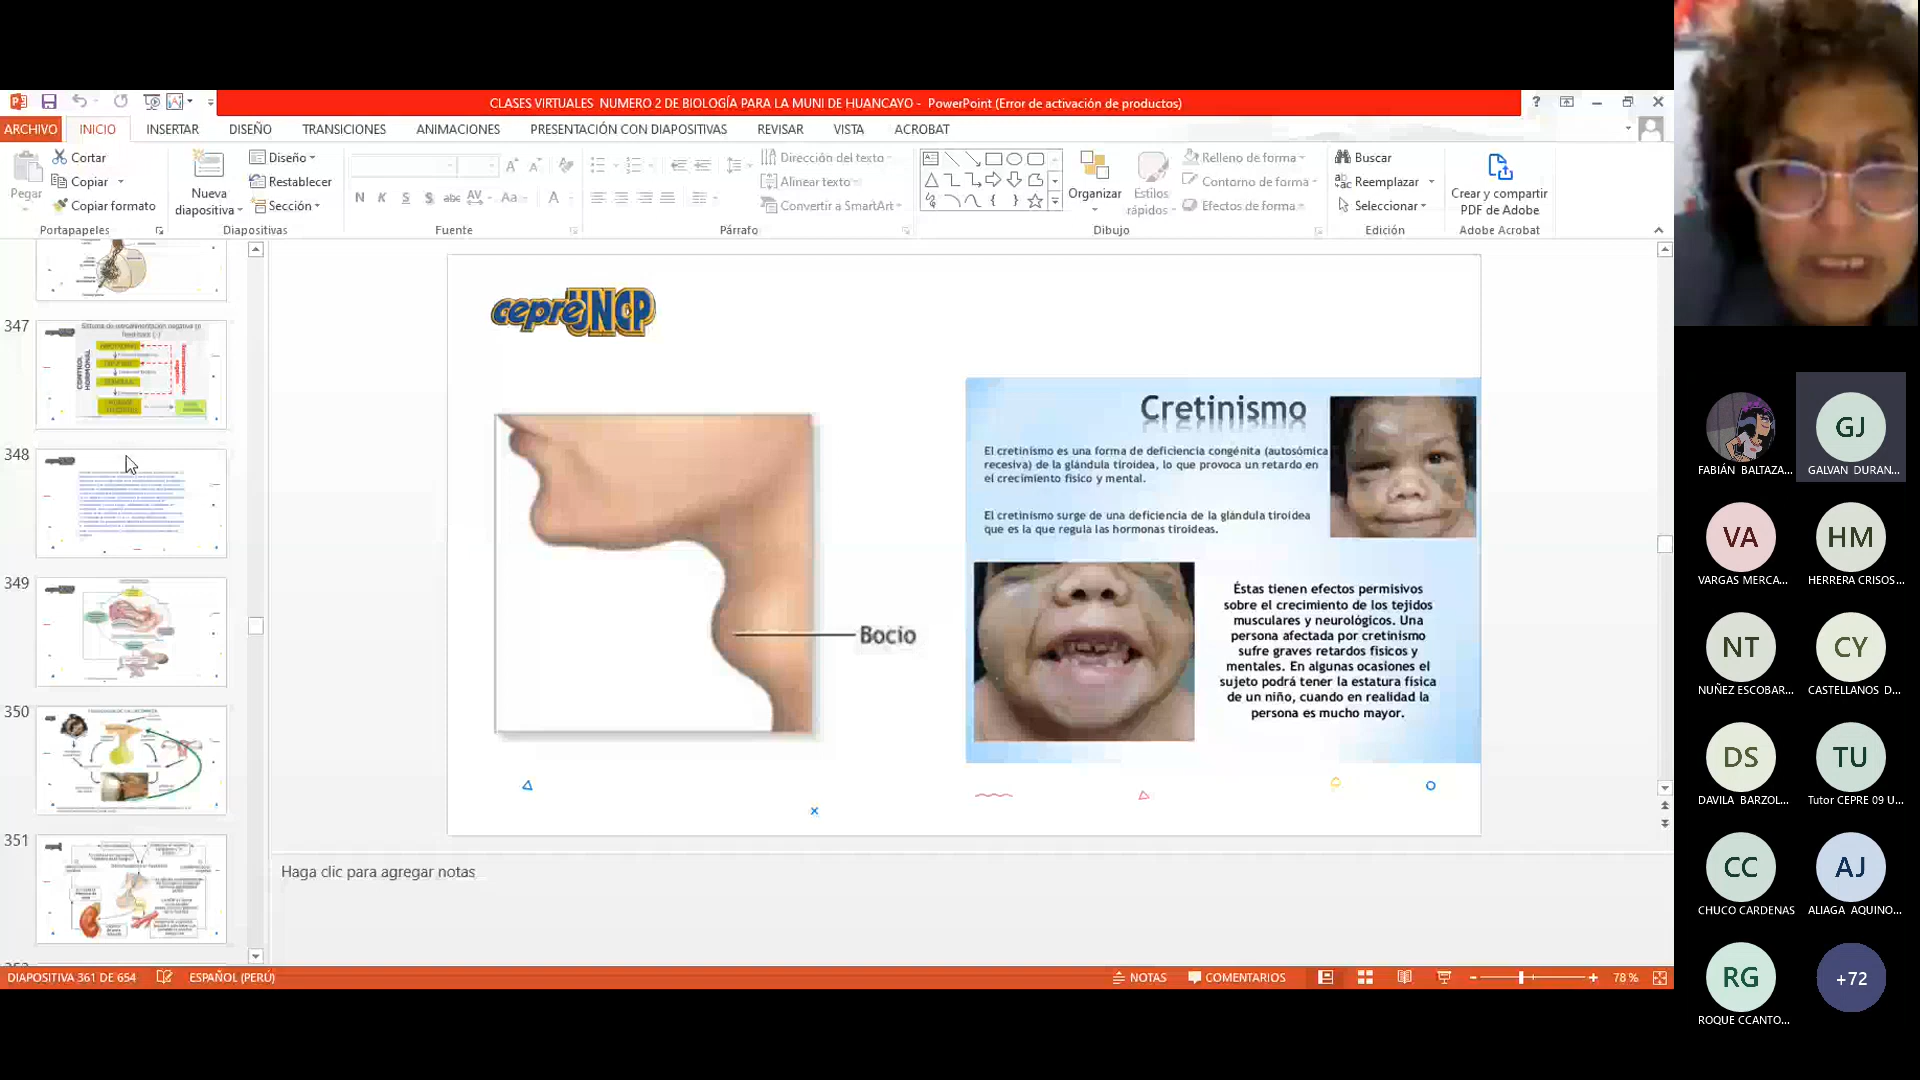 CLASES VIRTUALES NUMERO 2 DE BIOLOGÍA PARA LA MUNI DE HUANCAYO - PowerPoint (Error de activación de productos)
ARCHIVO INICIO INSERTAR DISEÑO TRANSICIONES ANIMACIONES PRESENTACIÓN CON DIAPOSITIVAS REVISAR VISTA ACROBAT
Pegar
Cortar
Copiar
Copiar formato
Portapapeles
Nueva
diapositiva
Diseño
Restablecer
Sección
Diapositivas
N K S S abc AV Aa A
Fuente
Dirección del texto
Alinear texto
Convertir a SmartArt
Párrafo
Organizar
Estilos
rápidos
Relleno de forma
Contorno de forma
Efectos de forma
Dibujo
Buscar
Reemplazar
Seleccionar
Edición
Crear y compartir
PDF de Adobe
Adobe Acrobat
347
348
349
350
351
cepreUNCP
Bocio
Cretinismo
El cretinismo es una forma de deficiencia congénita (autosómica
recesiva) de la glándula tiroidea, lo que provoca un retardo en
el crecimiento físico y mental.
El cretinismo surge de una deficiencia de la glándula tiroidea
que es la que regula las hormonas tiroideas.
Éstas tienen efectos permisivos
sobre el crecimiento de los tejidos
musculares y neurológicos. Una
persona afectada por cretinismo
sufre graves retardos físicos y
mentales. En algunas ocasiones el
sujeto podrá tener la estatura física
de un niño, cuando en realidad la
persona es mucho mayor.
Haga clic para agregar notas
DIAPOSITIVA 361 DE 654 ESPAÑOL (PERÚ) NOTAS COMENTARIOS 78 %
FABIÁN BALTAZA...
GJ
GALVAN DURAN...
VA
VARGAS MERCA...
HM
HERRERA CRISOS...
NT
NUÑEZ ESCOBAR...
CY
CASTELLANOS D...
DS
DAVILA BARZOL...
TU
Tutor CEPRE 09 U...
CC
CHUCO CARDENAS
AJ
ALIAGA AQUINO...
RG
ROQUE CCANTO...
+72